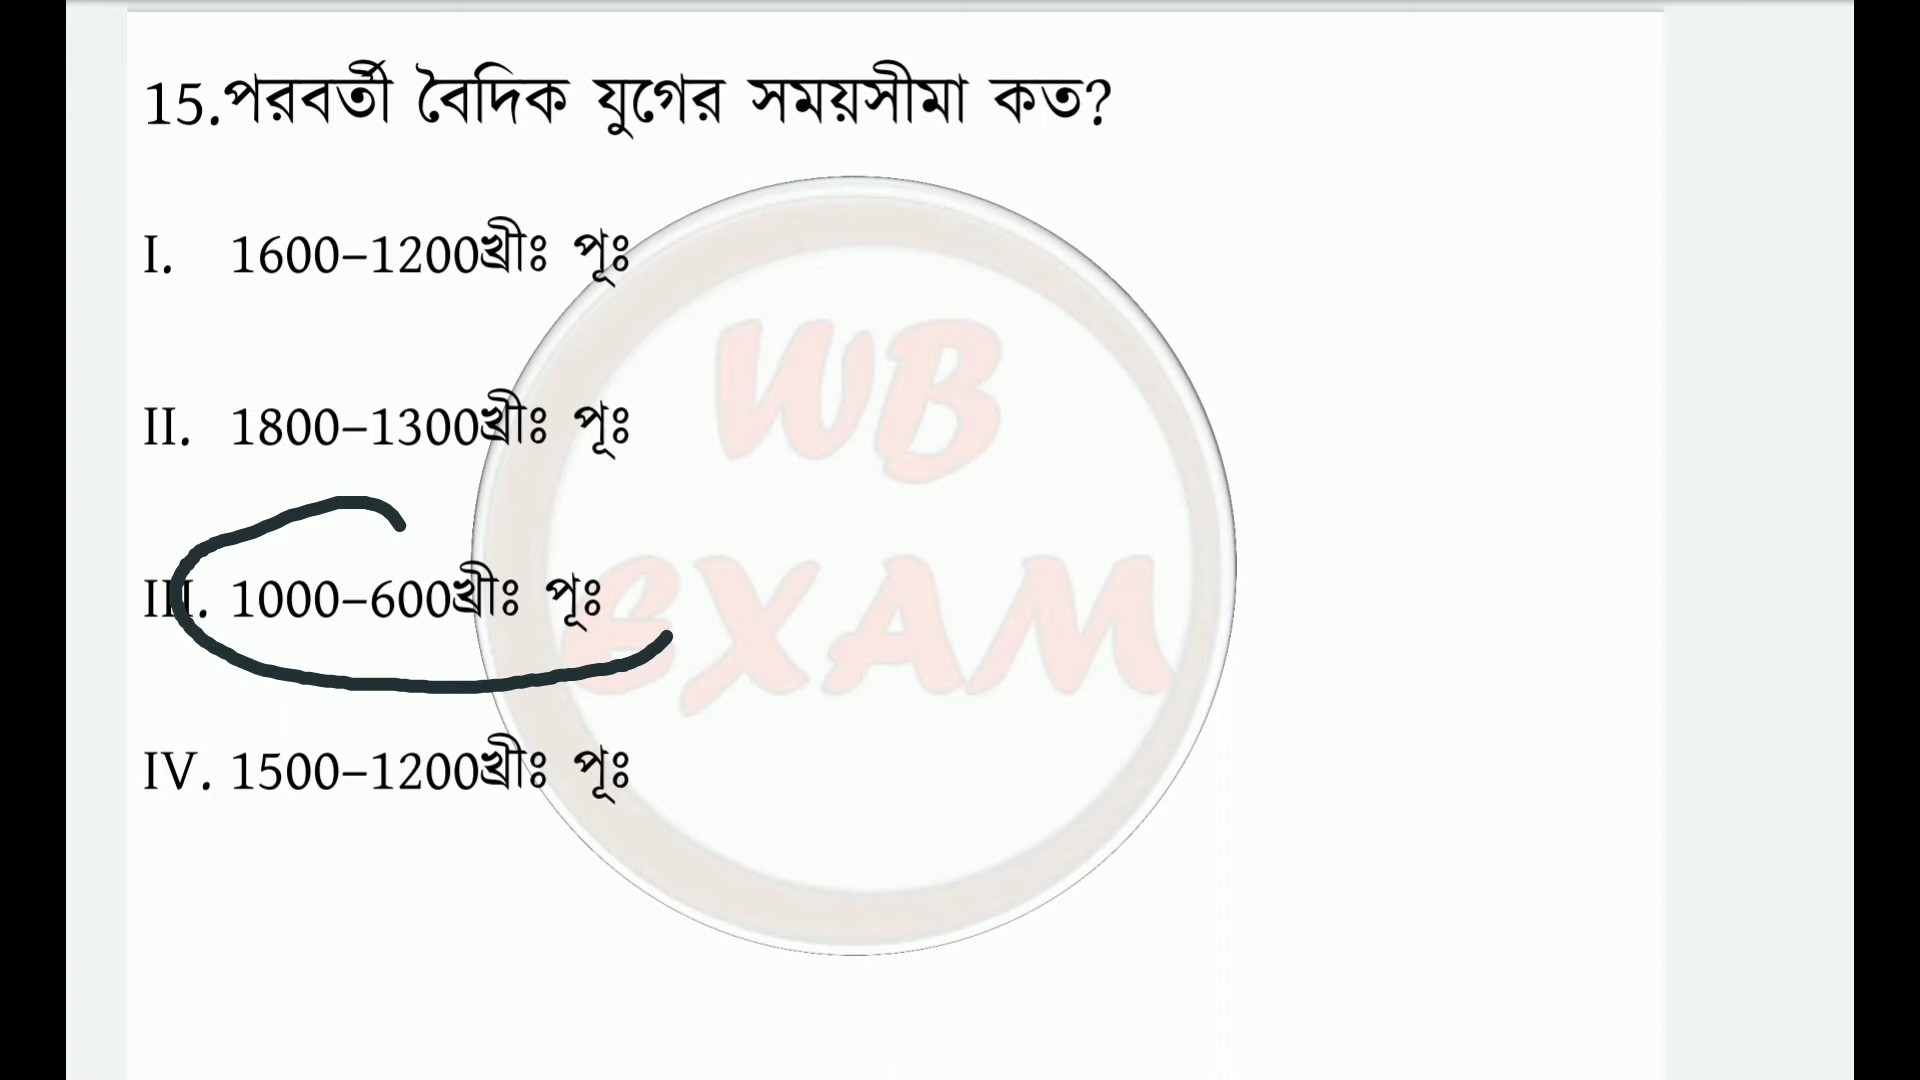 15.পরবর্তী বৈদিক যুগের সময়সীমা কত?
I. 1600–1200খ্রীঃ পূঃ
II. 1800–1300খ্রীঃ পূঃ
III. 1000–600খ্রীঃ পূঃ
IV. 1500–1200খ্রীঃ পূঃ
WB
EXAM